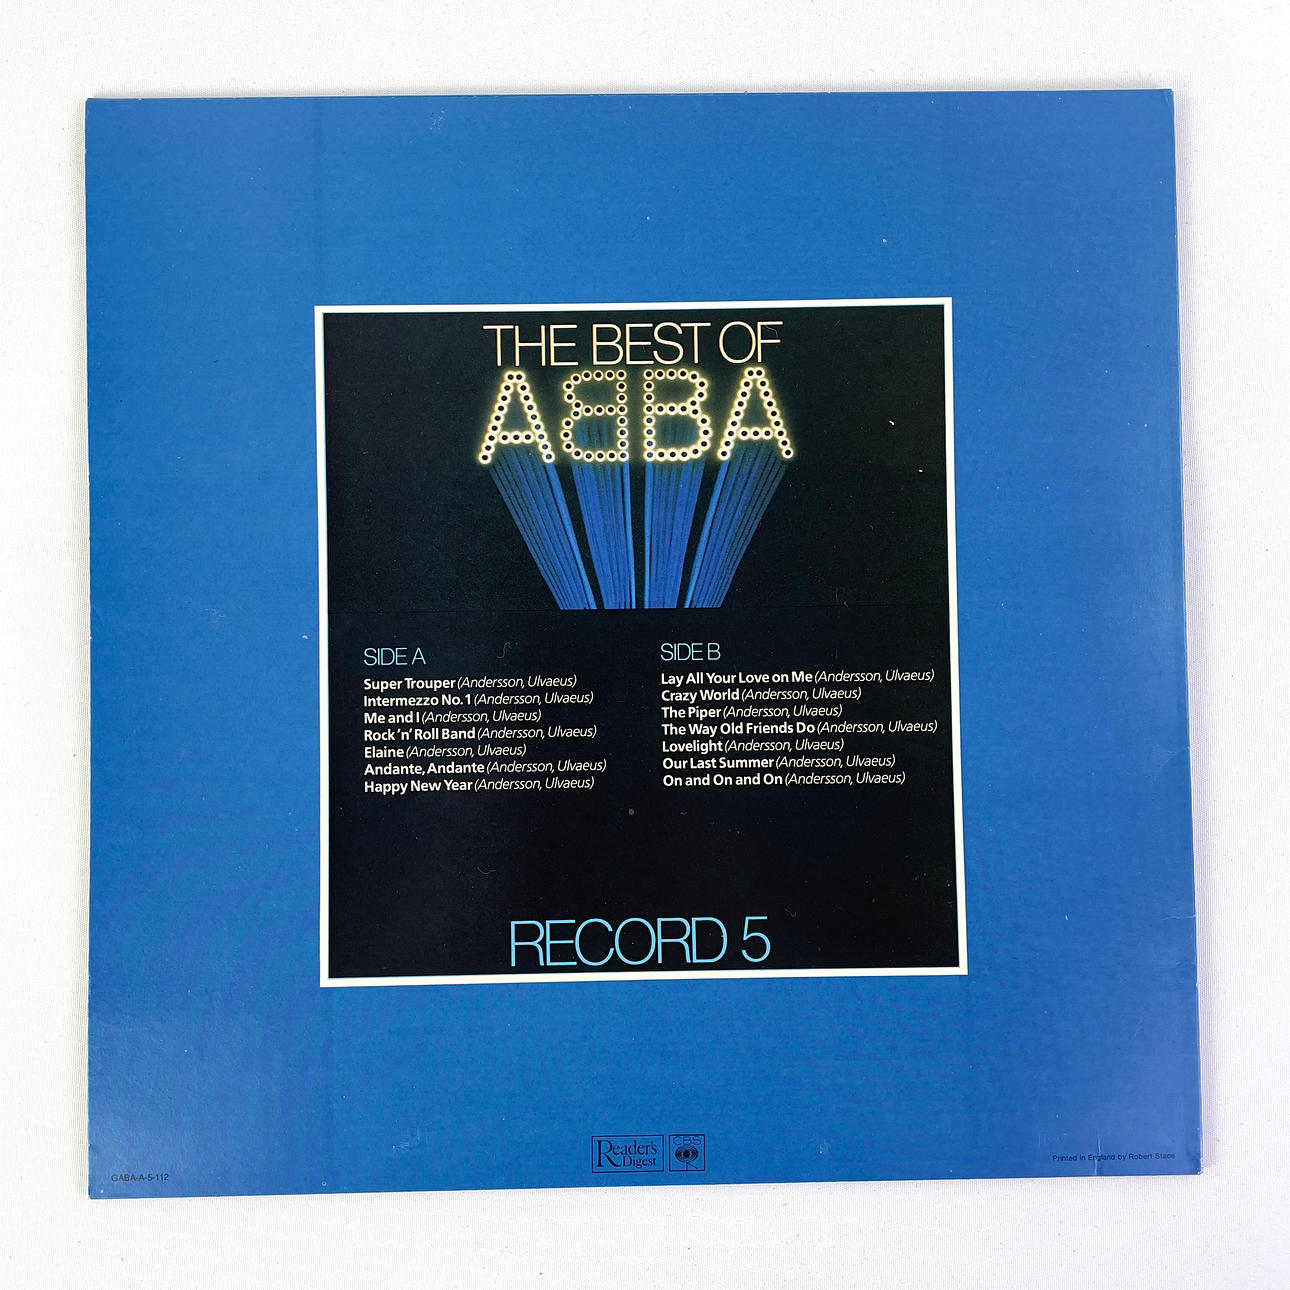 THE BEST OF
ABBA
SIDE A
Super Trouper (Andersson, Ulvaeus)
Intermezzo No. 1 (Andersson, Ulvaeus)
Me and I (Andersson, Ulvaeus)
Rock 'n' Roll Band (Andersson, Ulvaeus)
Elaine (Andersson, Ulvaeus)
Andante, Andante (Andersson, Ulvaeus)
Happy New Year (Andersson, Ulvaeus)
SIDE B
Lay All Your Love on Me (Andersson, Ulvaeus)
Crazy World (Andersson, Ulvaeus)
The Piper (Andersson, Ulvaeus)
The Way Old Friends Do (Andersson, Ulvaeus)
Lovelight (Andersson, Ulvaeus)
Our Last Summer (Andersson, Ulvaeus)
On and On and On (Andersson, Ulvaeus)
RECORD 5
Reader's
Digest
CBS
GABA-A-5-112
Printed in England by Robert Stace